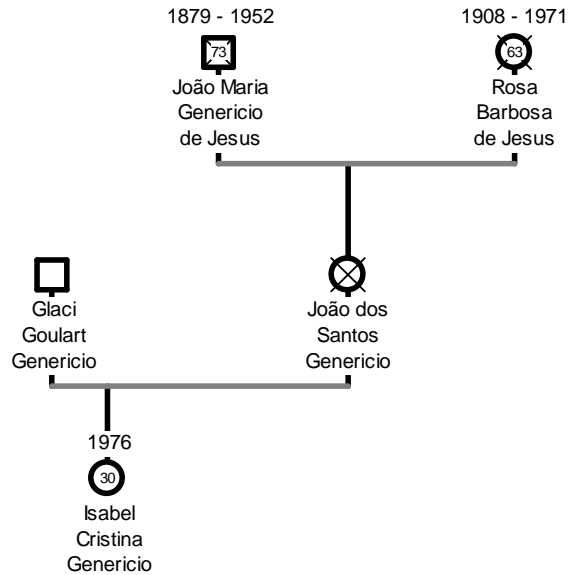 1879 - 1952
73
João Maria
Genericio
de Jesus
1908 - 1971
63
Rosa
Barbosa
de Jesus
Glaci
Goulart
Genericio
João dos
Santos
Genericio
1976
30
Isabel
Cristina
Genericio